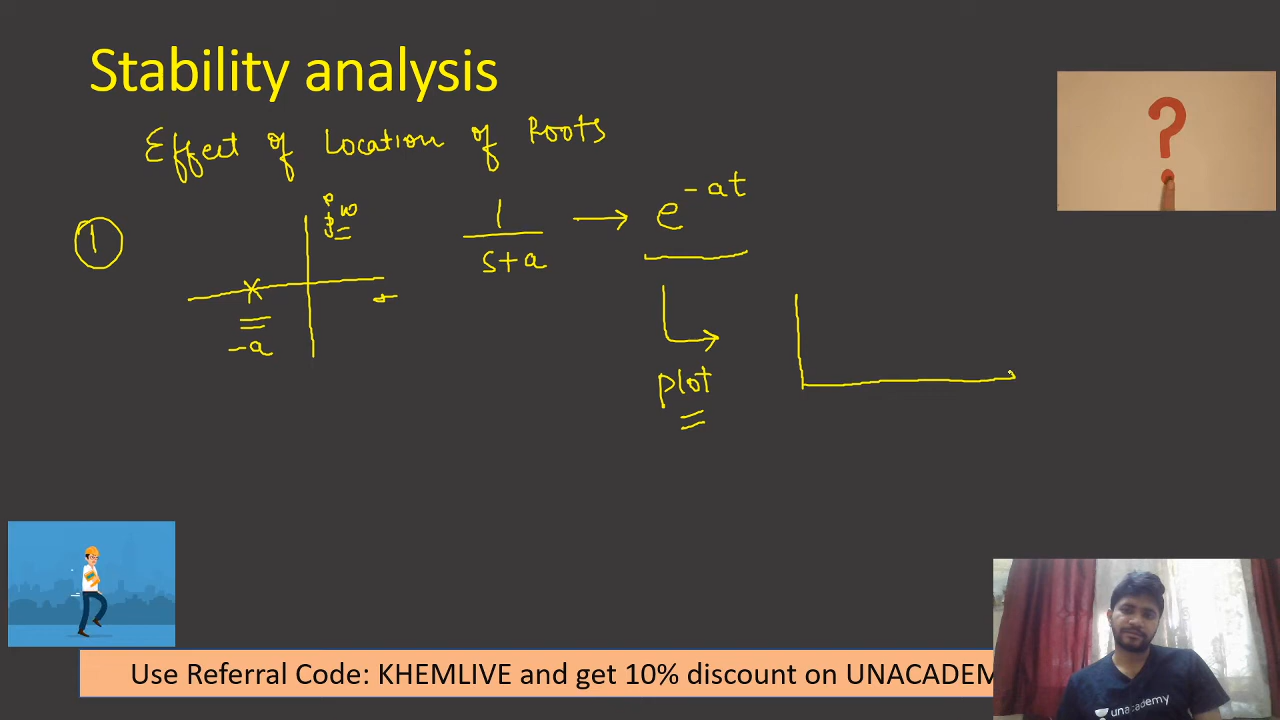 Stability analysis
Effect of Location of Roots
①
jω
-a
1
s+a
→
e^{-at}
plot
Use Referral Code: KHEMLIVE and get 10% discount on UNACADEM
unacademy